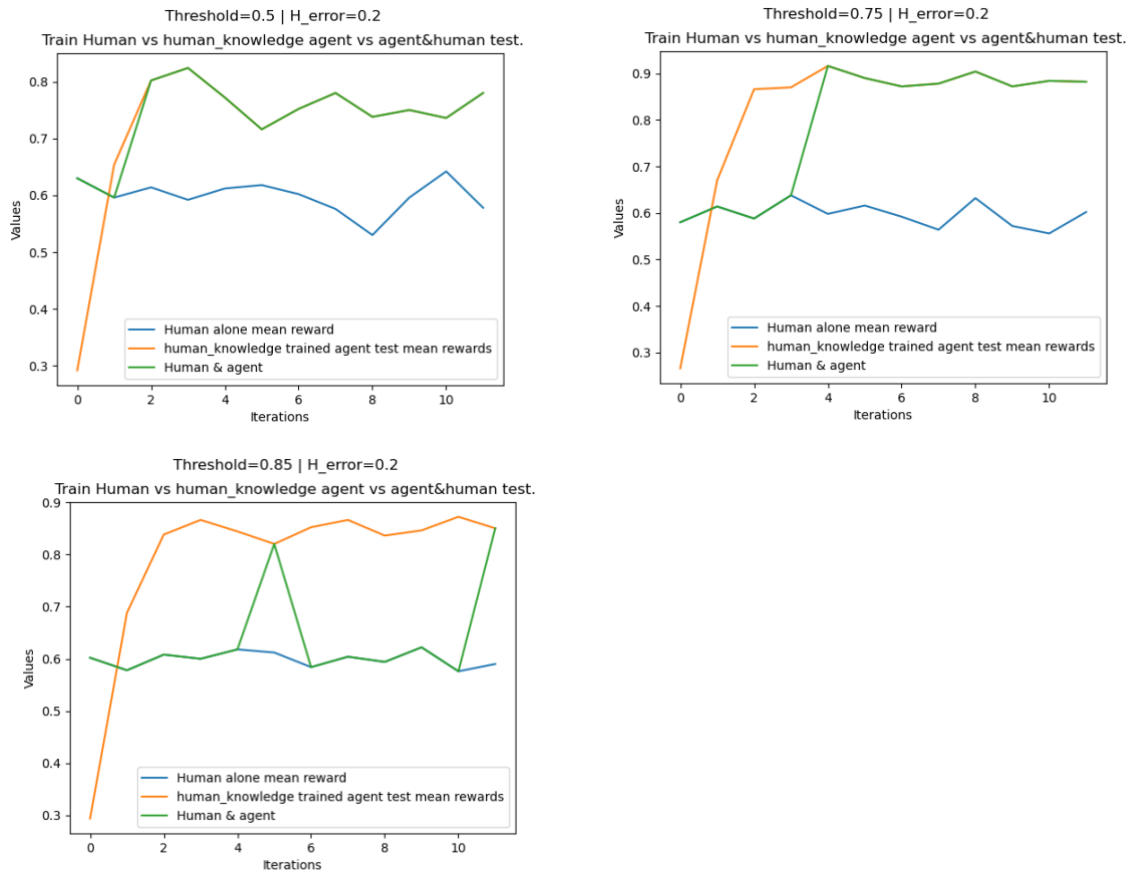 Threshold=0.5 | H_error=0.2
Train Human vs human_knowledge agent vs agent&human test.
0.8
0.7
0.6
0.5
0.4
0.3
Values
Human alone mean reward
human_knowledge trained agent test mean rewards
Human & agent
0 2 4 6 8 10
Iterations
Threshold=0.75 | H_error=0.2
Train Human vs human_knowledge agent vs agent&human test.
0.9
0.8
0.7
0.6
0.5
0.4
0.3
Values
Human alone mean reward
human_knowledge trained agent test mean rewards
Human & agent
0 2 4 6 8 10
Iterations
Threshold=0.85 | H_error=0.2
Train Human vs human_knowledge agent vs agent&human test.
0.9
0.8
0.7
0.6
0.5
0.4
0.3
Values
Human alone mean reward
human_knowledge trained agent test mean rewards
Human & agent
0 2 4 6 8 10
Iterations